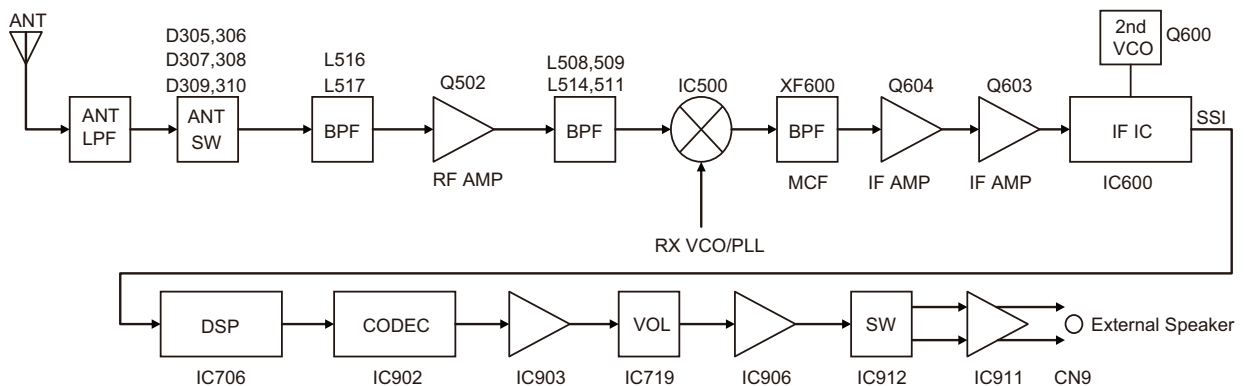 ANT
D305,306
D307,308
D309,310
L516
L517
Q502
L508,509
L514,511
IC500
XF600
Q604
Q603
2nd
VCO
Q600
ANT
LPF
ANT
SW
BPF
BPF
BPF
IF IC
SSI
RF AMP
MCF
IF AMP
IF AMP
IC600
RX VCO/PLL
DSP
CODEC
VOL
SW
External Speaker
IC706
IC902
IC903
IC719
IC906
IC912
IC911
CN9